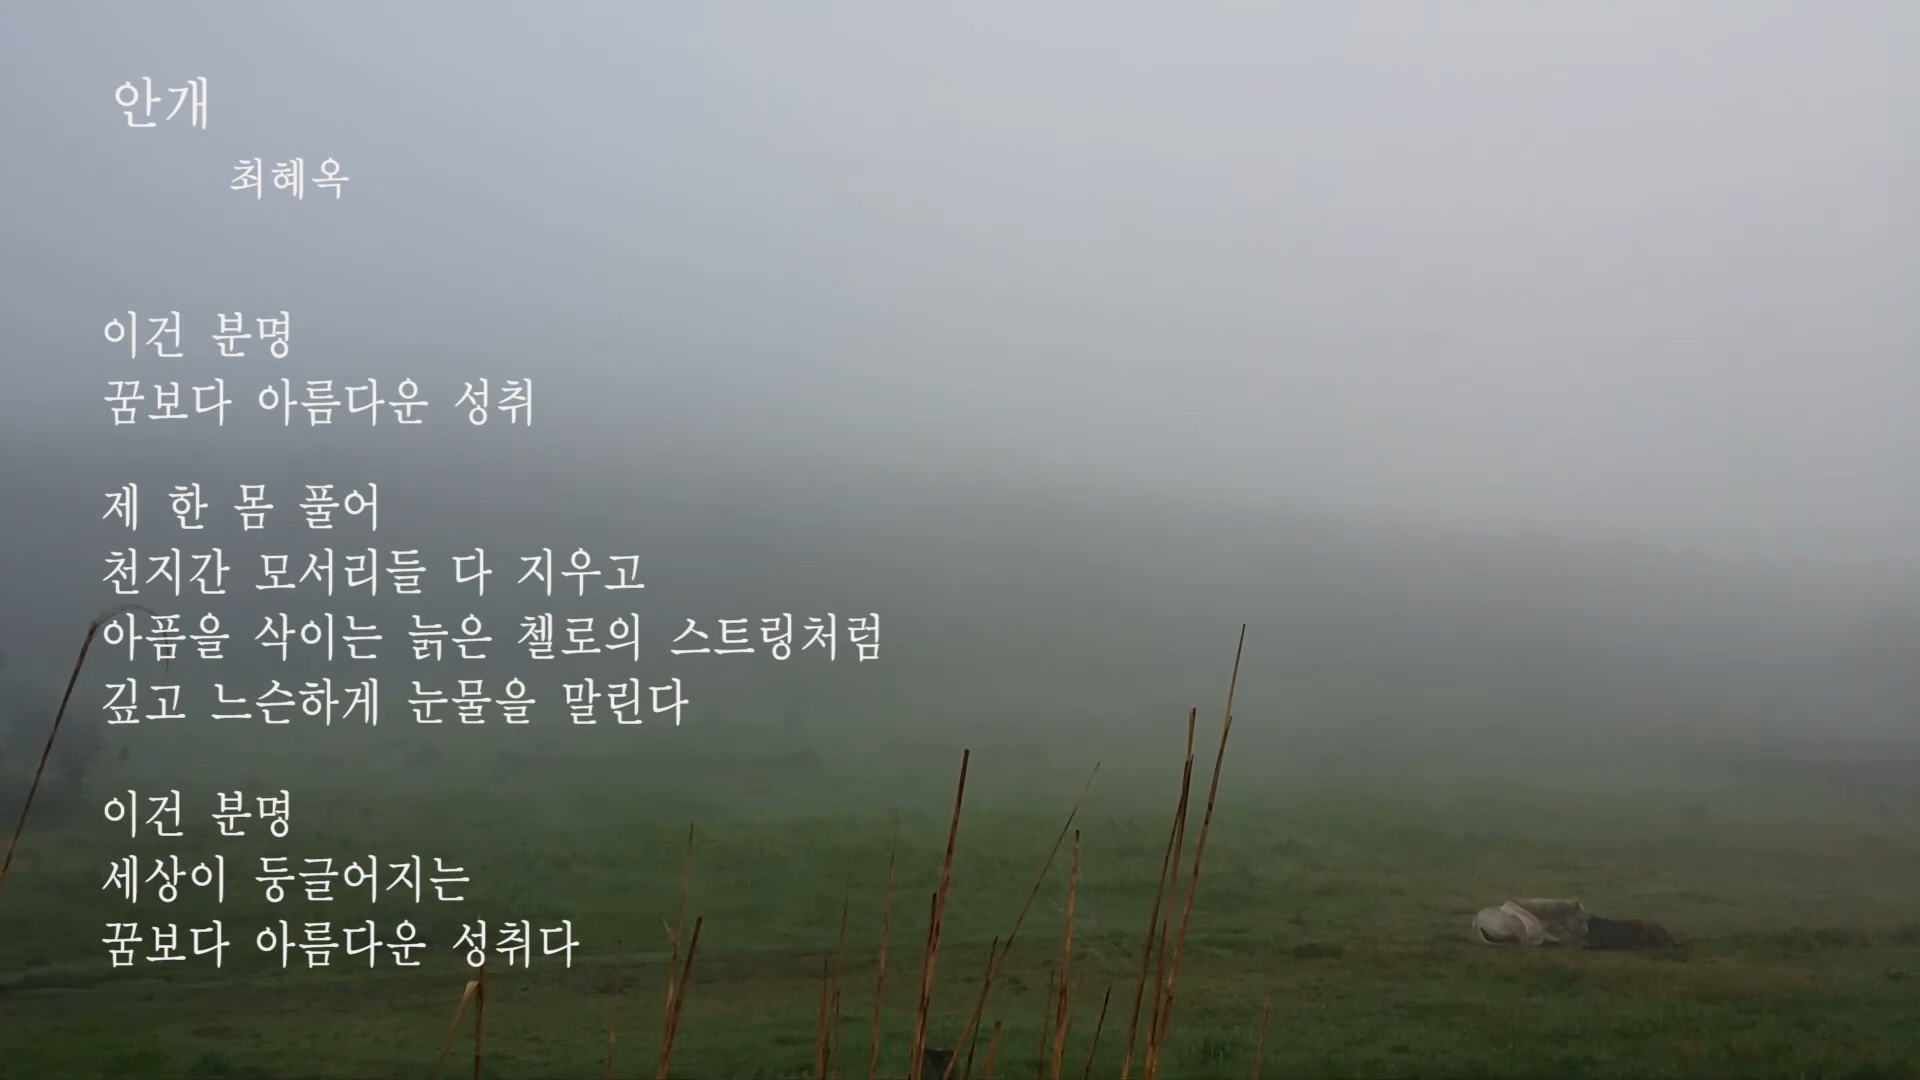 안개
최혜옥
이건 분명
꿈보다 아름다운 성취
제 한 몸 풀어
천지간 모서리들 다 지우고
아픔을 삭이는 늙은 첼로의 스트링처럼
깊고 느슨하게 눈물을 말린다
이건 분명
세상이 둥글어지는
꿈보다 아름다운 성취다